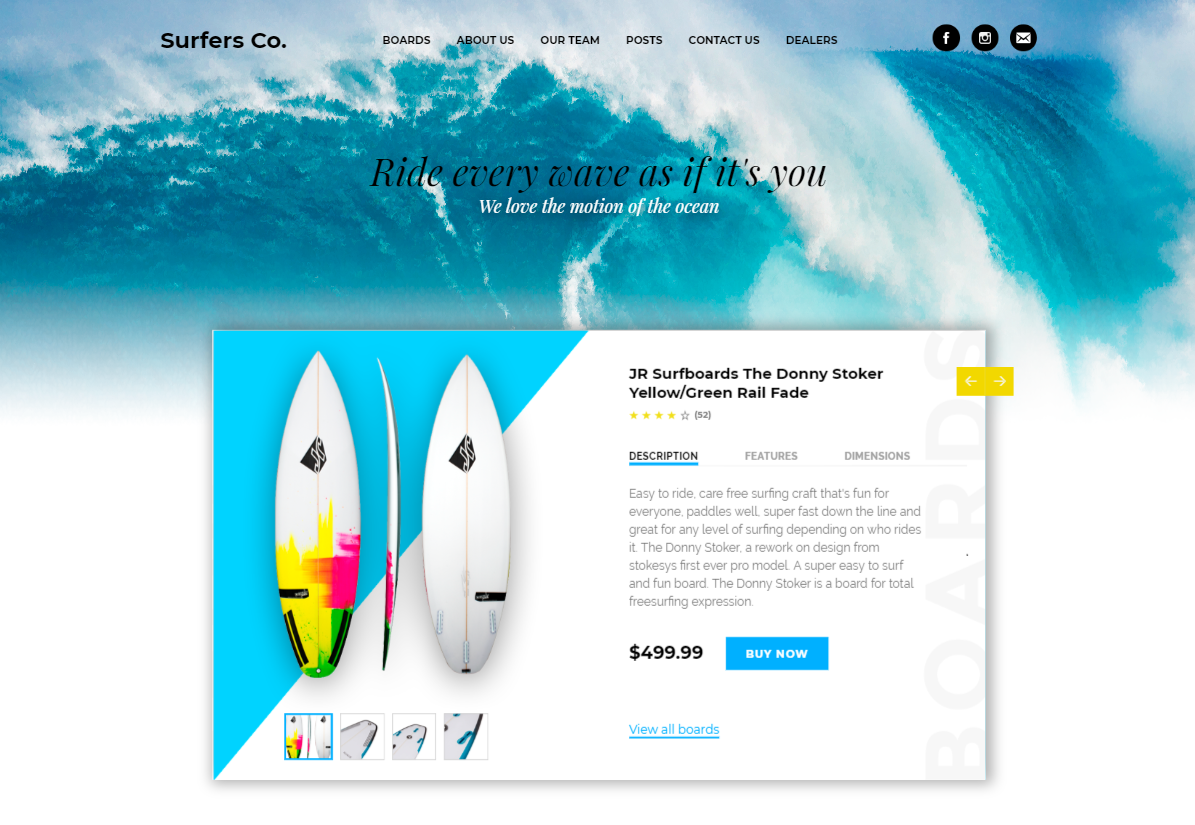 Surfers Co.
BOARDS
ABOUT US
OUR TEAM
POSTS
CONTACT US
DEALERS
Ride every wave as if it's you
We love the motion of the ocean
JR Surfboards The Donny Stoker
Yellow/Green Rail Fade
(52)
DESCRIPTION
FEATURES
DIMENSIONS
Easy to ride, care free surfing craft that's fun for
everyone, paddles well, super fast down the line and
great for any level of surfing depending on who rides
it. The Donny Stoker, a rework on design from
stokesys first ever pro model. A super easy to surf
and fun board. The Donny Stoker is a board for total
freesurfing expression.
$499.99
BUY NOW
View all boards
BOARDS